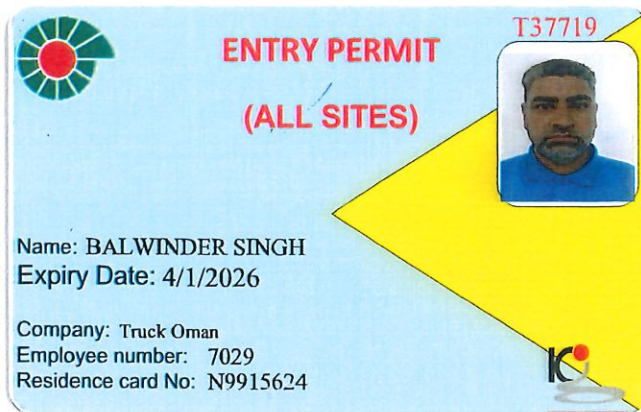 T37719
ENTRY PERMIT
(ALL SITES)
Name: BALWINDER SINGH
Expiry Date: 4/1/2026
Company: Truck Oman
Employee number: 7029
Residence card No: N9915624